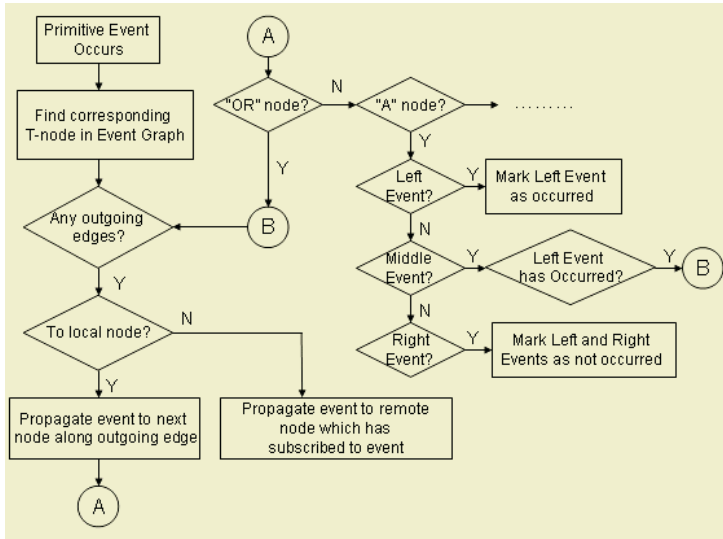 Primitive Event
Occurs
Find corresponding
T-node in Event Graph
Any outgoing
edges?
Y
To local node?
N
Y
Propagate event to next
node along outgoing edge
A
Propagate event to remote
node which has
subscribed to event
A
"OR" node?
N
Y
B
"A" node?
.........
Y
Left
Event?
Y
Mark Left Event
as occurred
N
Middle
Event?
Y
Left Event
has Occurred?
Y
B
N
Right
Event?
Y
Mark Left and Right
Events as not occurred